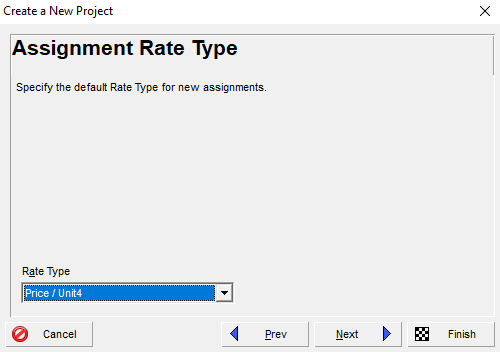 Create a New Project
Assignment Rate Type
Specify the default Rate Type for new assignments.
Rate Type
Price / Unit4
Cancel
Prev
Next
Finish